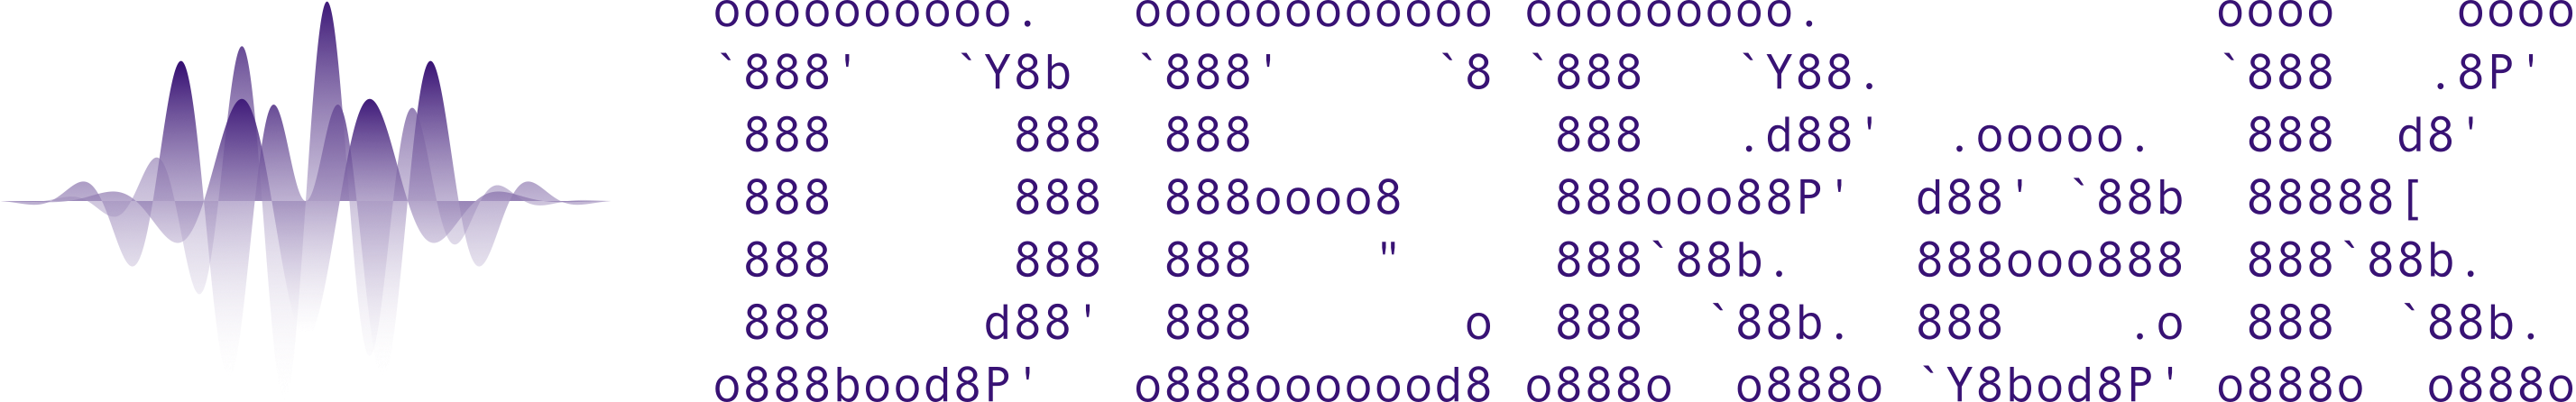 oooooooooo.   oooooooooooo ooooooooo.             oooo    oooo
`888'   `Y8b  `888'     `8 `888   `Y88.           `888   .8P'
 888      888  888          888   .d88'  .ooooo.   888  d8'
 888      888  888oooo8     888ooo88P'  d88' `88b  88888[
 888      888  888    "     888`88b.    888ooo888  888`88b.
 888     d88'  888       o  888  `88b.  888    .o  888  `88b.
o888bood8P'   o888ooooood8 o888o  o888o `Y8bod8P' o888o  o888o